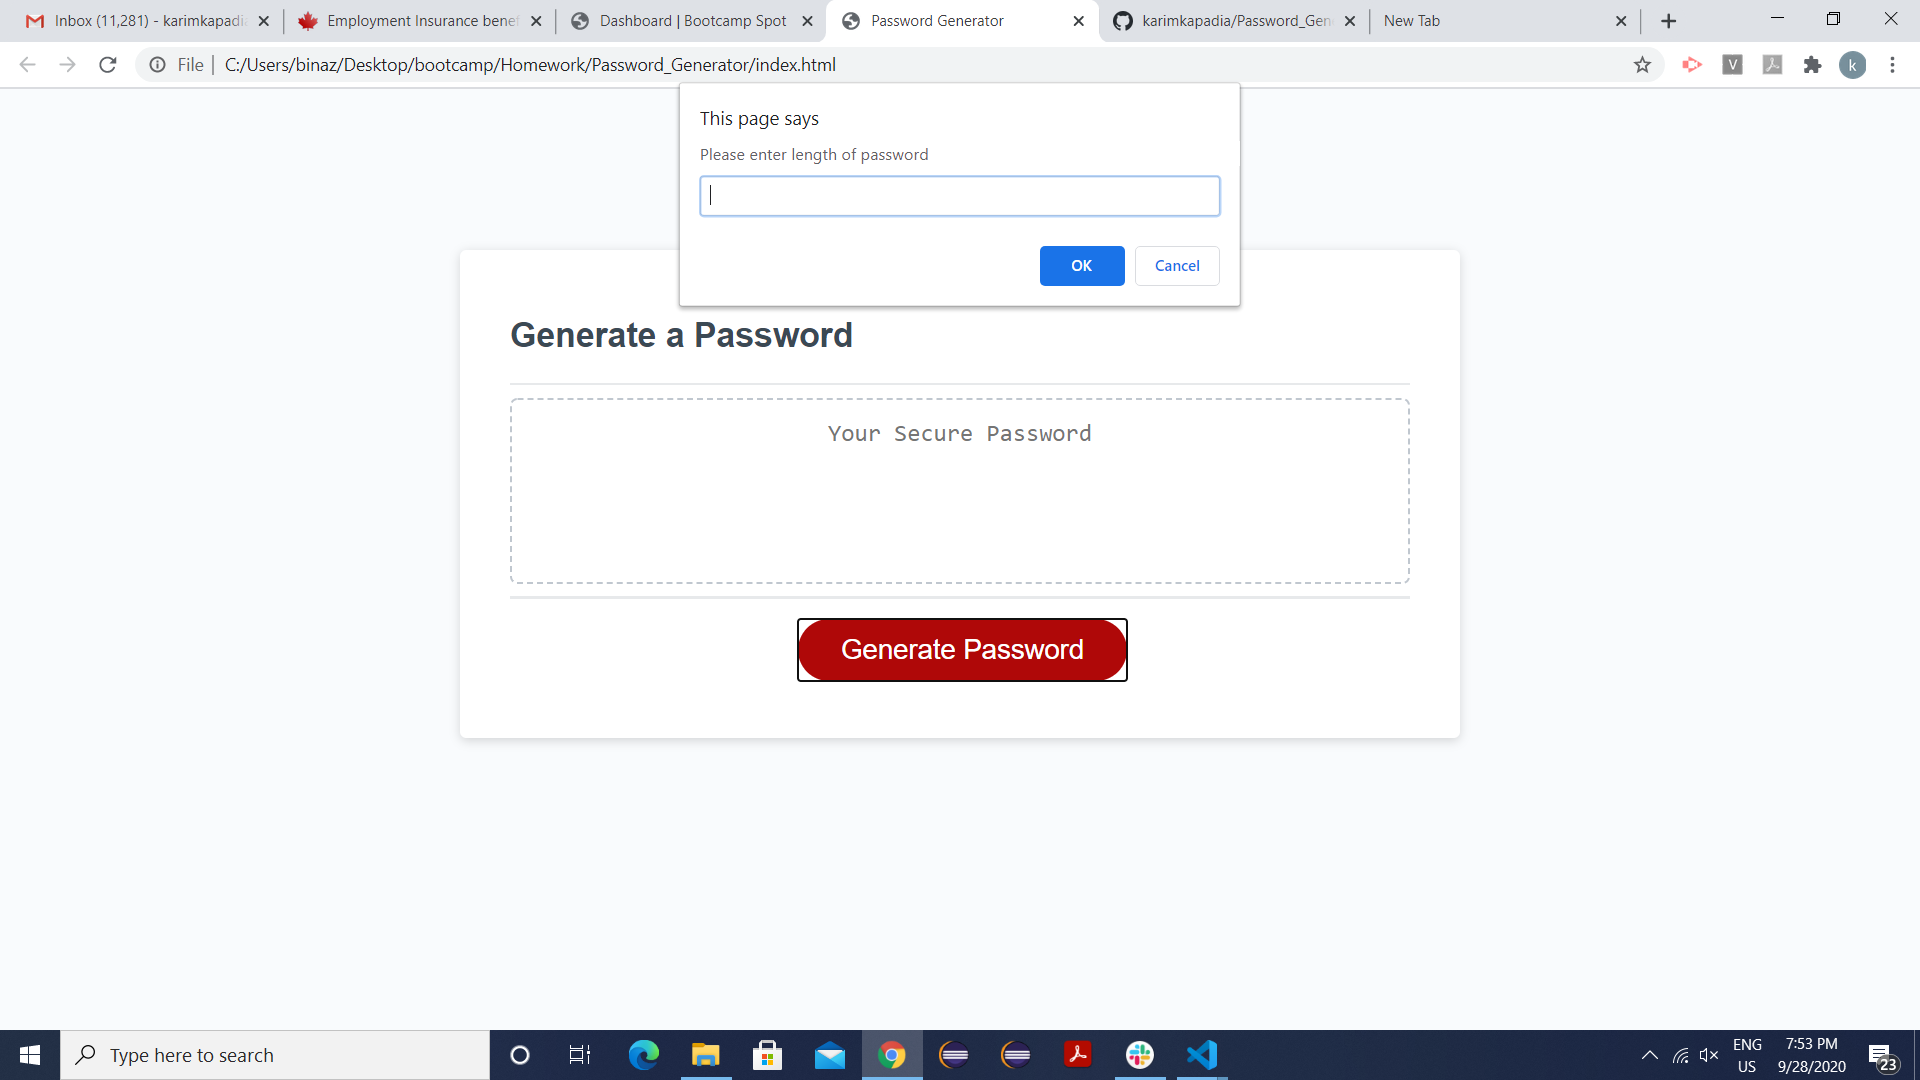 Inbox (11,281) - karimkapadi
Employment Insurance benef
Dashboard | Bootcamp Spot
Password Generator
karimkapadia/Password_Gen
New Tab
File
C:/Users/binaz/Desktop/bootcamp/Homework/Password_Generator/index.html
V
k
This page says
Please enter length of password
OK
Cancel
Generate a Password
Your Secure Password
Generate Password
Type here to search
ENG
US
7:53 PM
9/28/2020
23